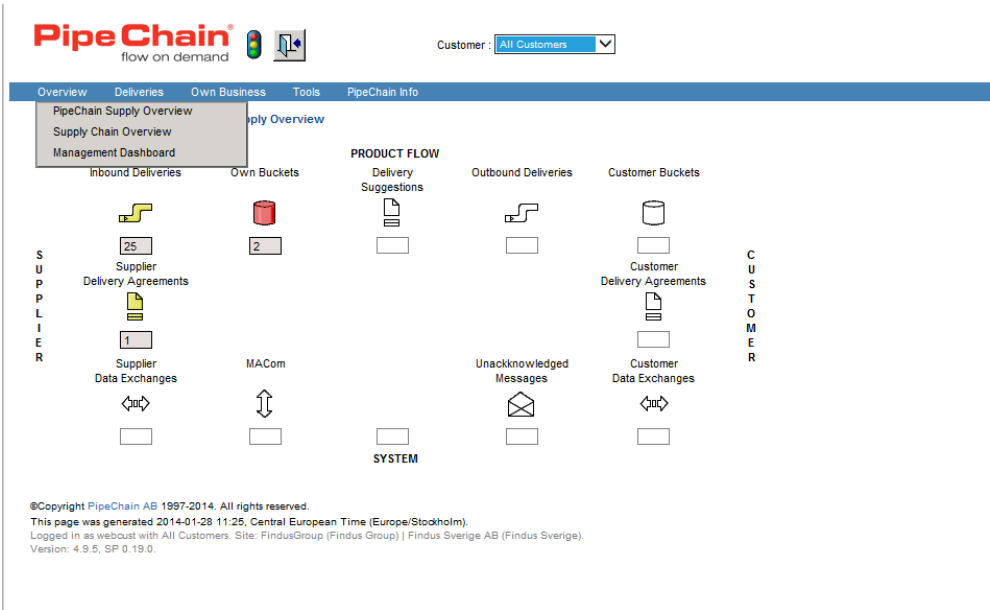 PipeChain®
flow on demand
Customer : All Customers
Overview Deliveries Own Business Tools PipeChain Info
PipeChain Supply Overview
Supply Chain Overview
Management Dashboard
pply Overview
PRODUCT FLOW
Inbound Deliveries Own Buckets Delivery Outbound Deliveries Customer Buckets
Suggestions
25 2
SUPPLIER
CUSTOMER
Supplier Customer
Delivery Agreements Delivery Agreements
1
Supplier MACom Unackknowledged Customer
Data Exchanges Messages Data Exchanges
SYSTEM
©Copyright PipeChain AB 1997-2014. All rights reserved.
This page was generated 2014-01-28 11:25, Central European Time (Europe/Stockholm).
Logged in as webcust with All Customers. Site: FindusGroup (Findus Group) | Findus Sverige AB (Findus Sverige).
Version: 4.9.5, SP 0.19.0.